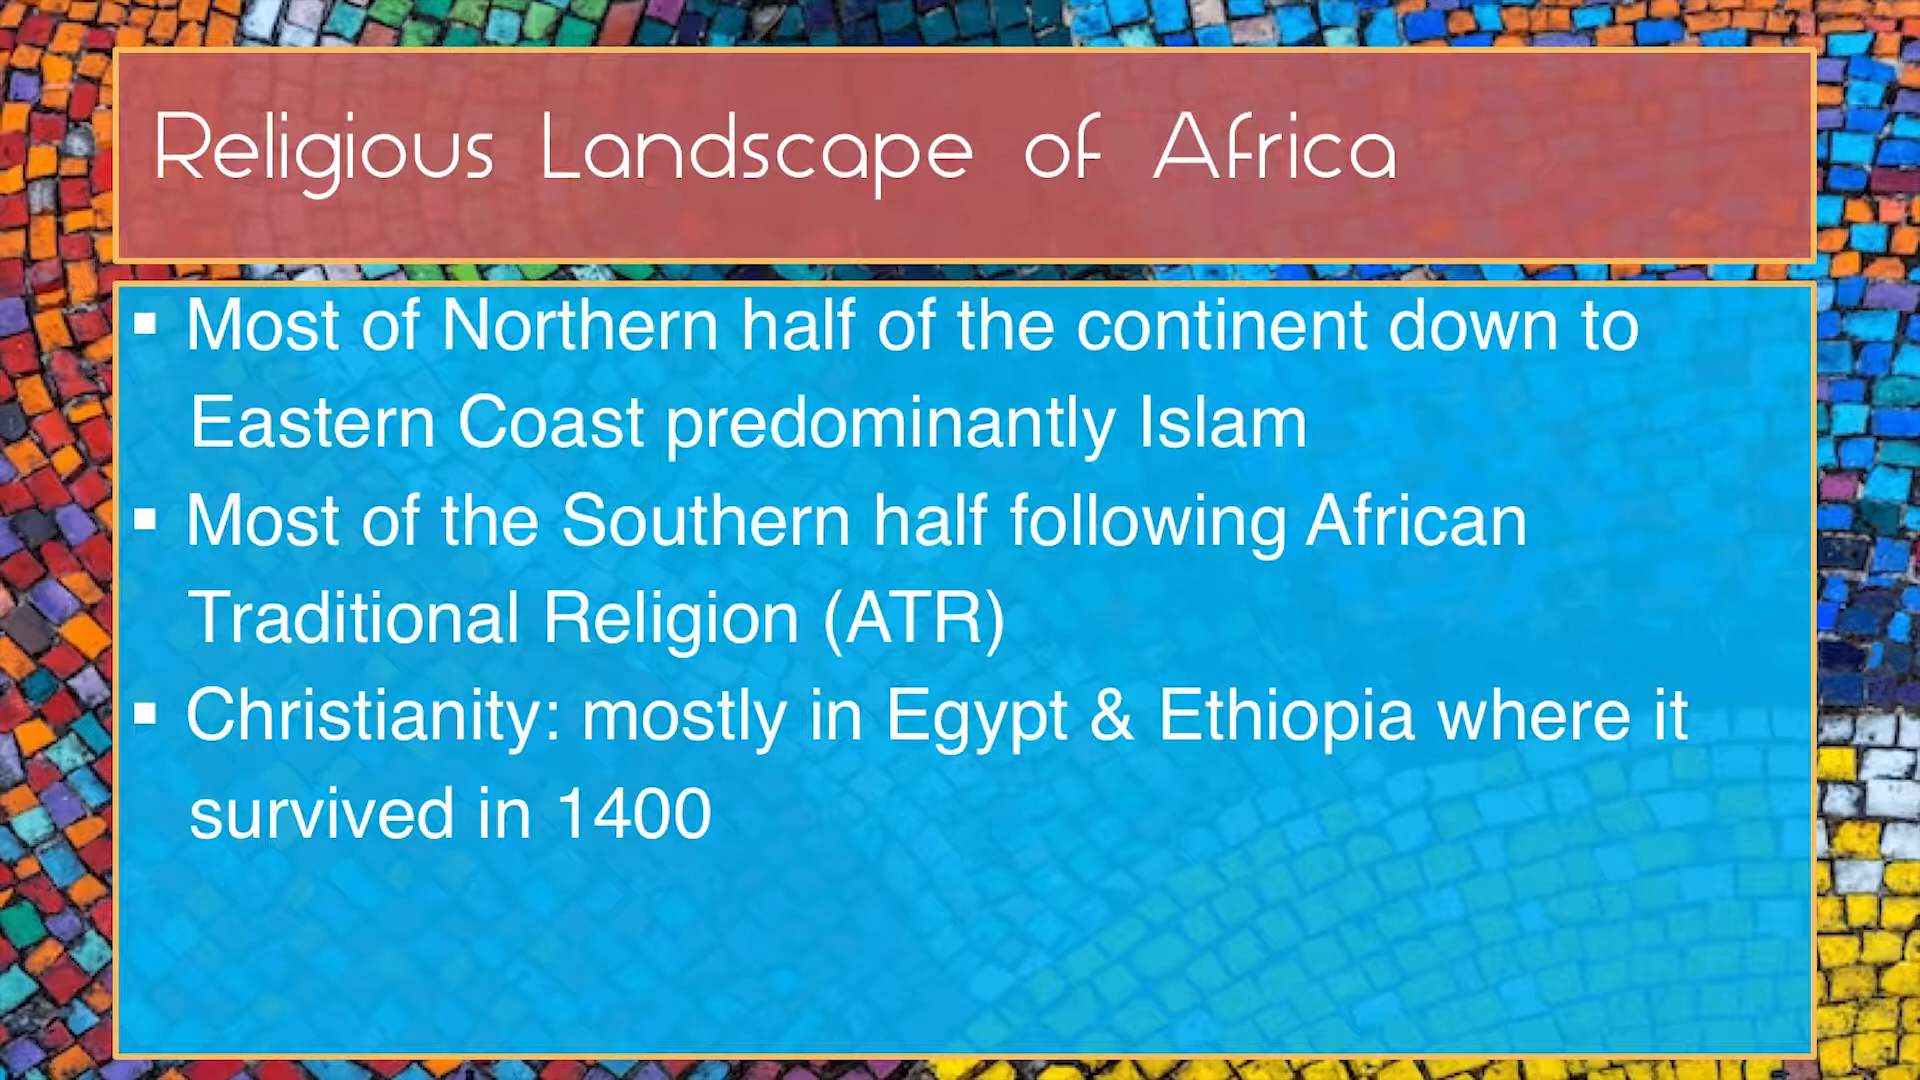 Religious Landscape of Africa
▪ Most of Northern half of the continent down to
Eastern Coast predominantly Islam
▪ Most of the Southern half following African
Traditional Religion (ATR)
▪ Christianity: mostly in Egypt & Ethiopia where it
survived in 1400